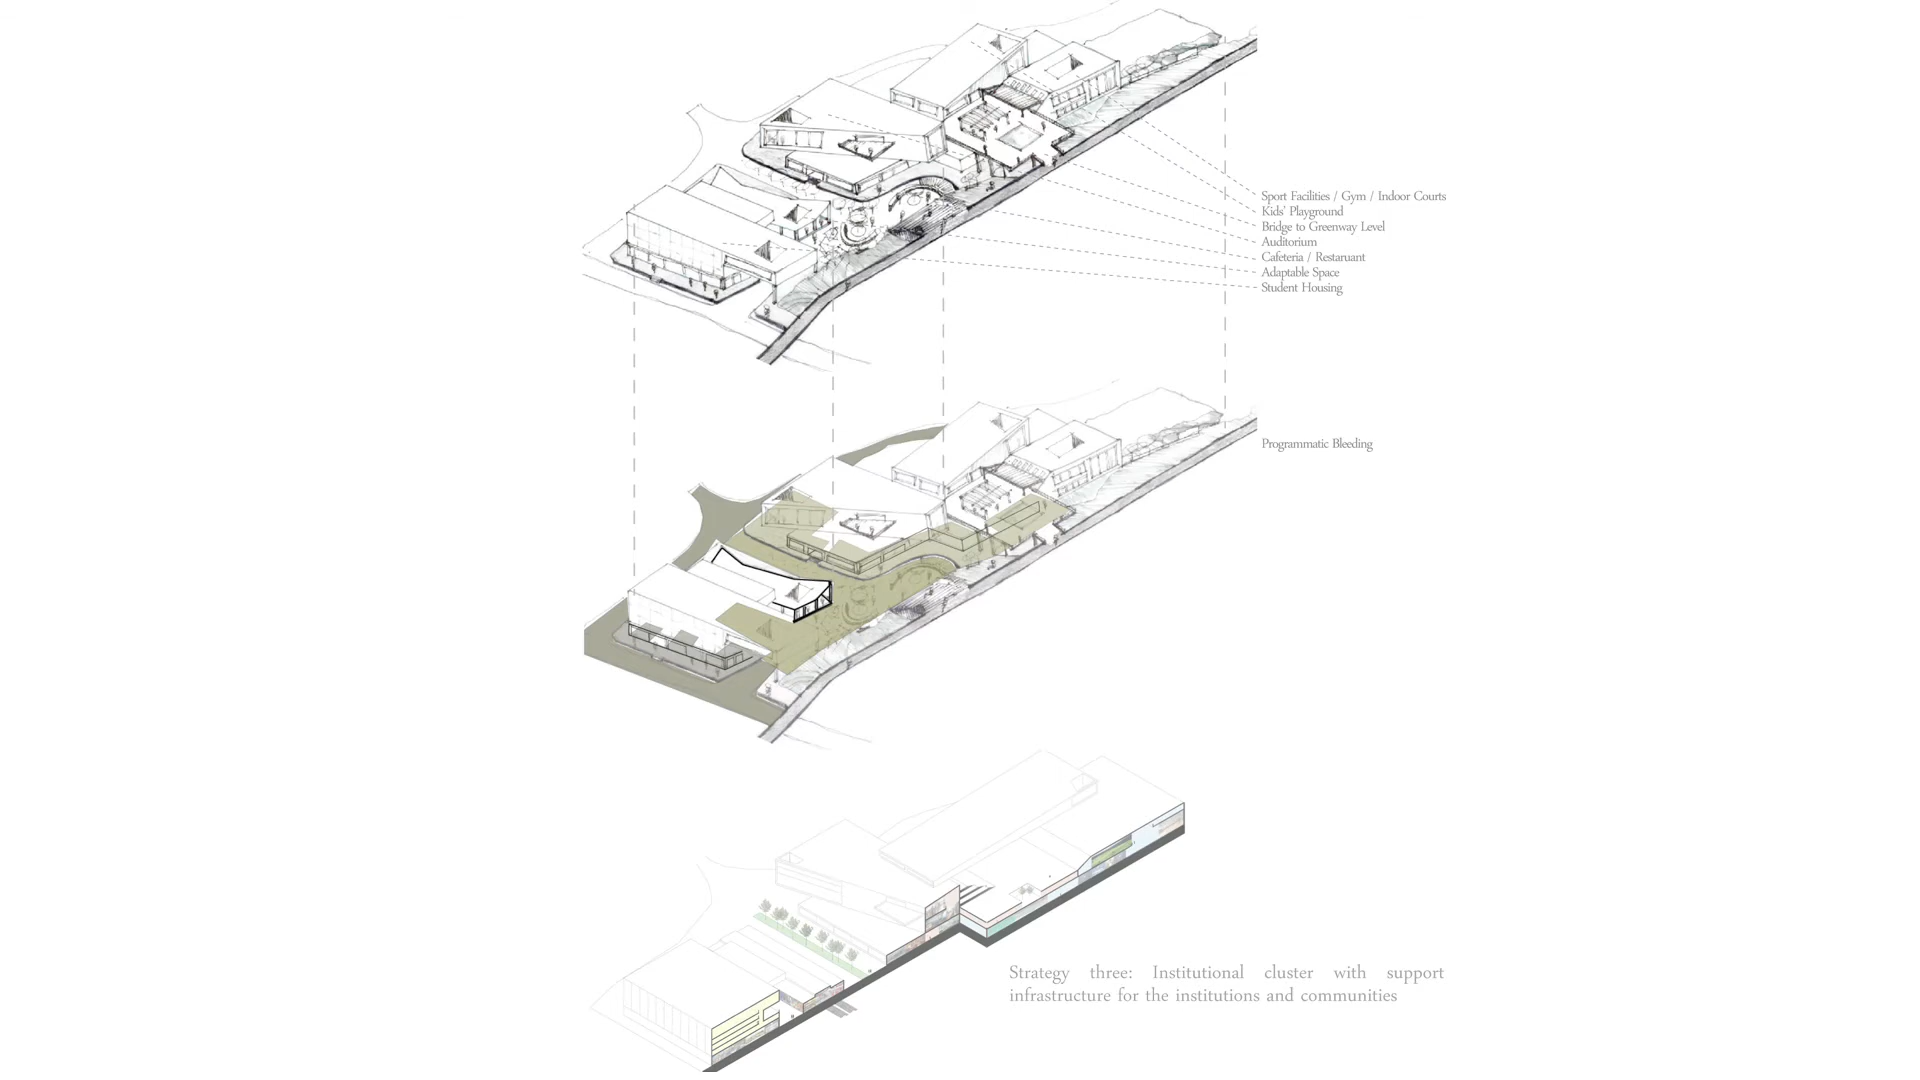 Sport Facilities / Gym / Indoor Courts
Kids' Playground
Bridge to Greenway Level
Auditorium
Cafeteria / Restaruant
Adaptable Space
Student Housing
Programmatic Bleeding
Strategy three: Institutional cluster with support
infrastructure for the institutions and communities